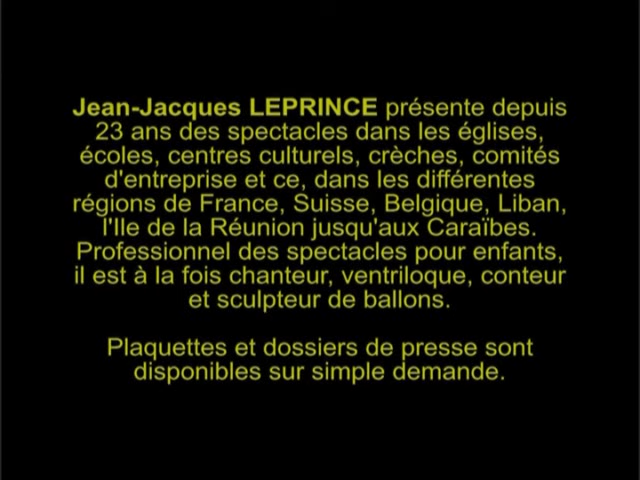 Jean-Jacques LEPRINCE présente depuis
23 ans des spectacles dans les églises,
écoles, centres culturels, crèches, comités
d'entreprise et ce, dans les différentes
régions de France, Suisse, Belgique, Liban,
l'Ile de la Réunion jusqu'aux Caraïbes.
Professionnel des spectacles pour enfants,
il est à la fois chanteur, ventriloque, conteur
et sculpteur de ballons.
Plaquettes et dossiers de presse sont
disponibles sur simple demande.